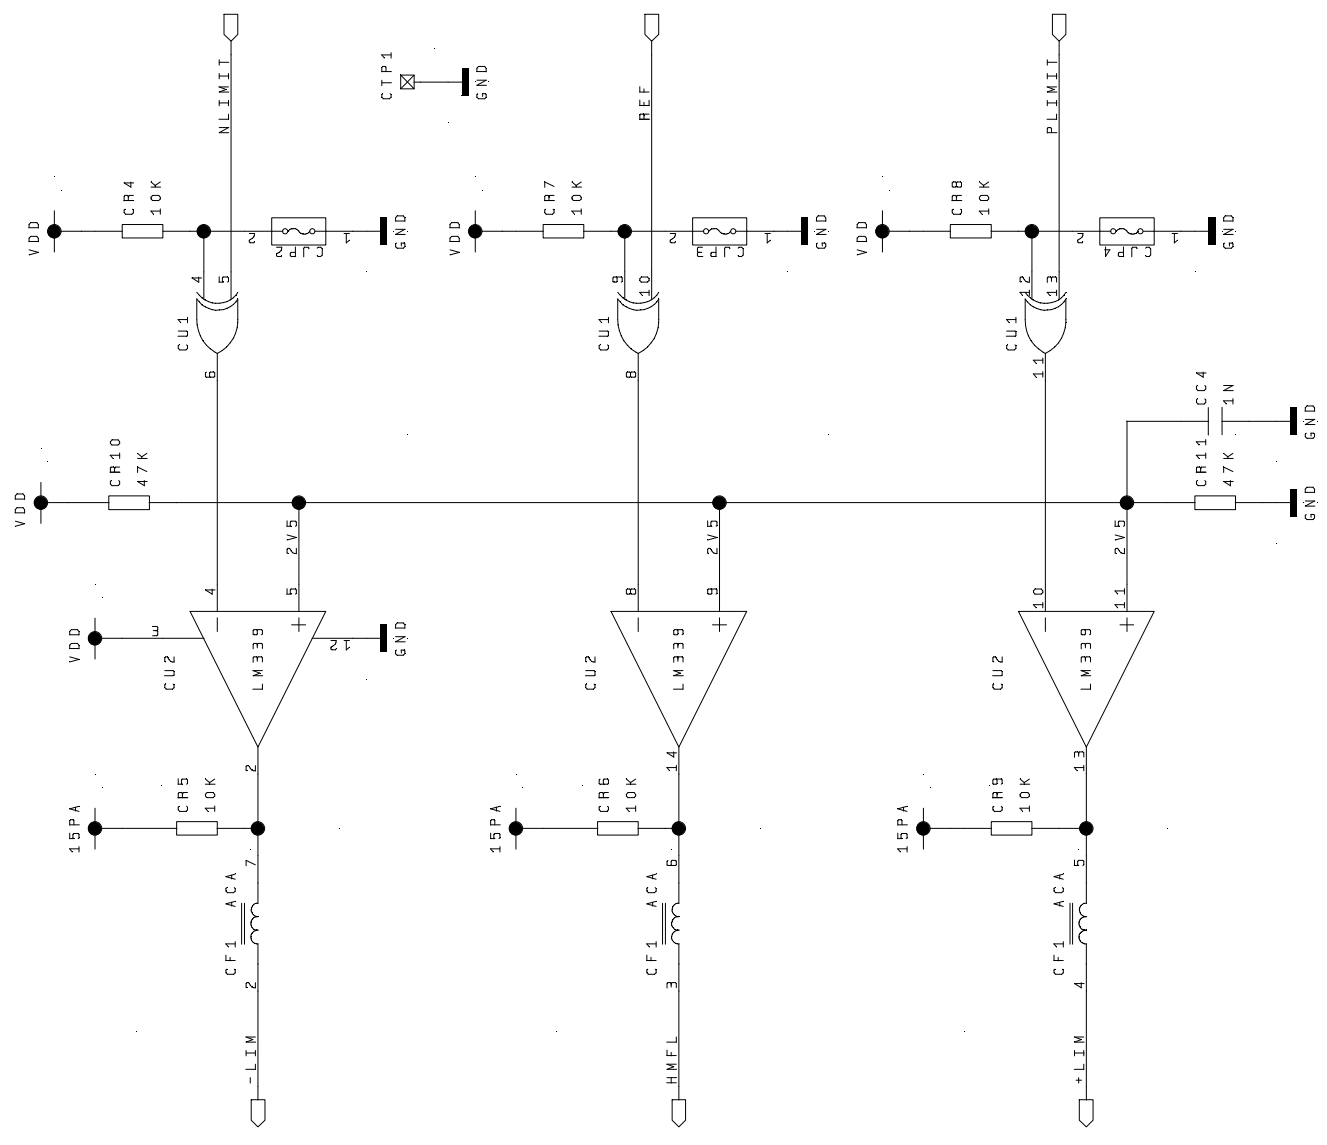 NLIMIT
CTP1
GND
REF
PLIMIT
VDD
CR4
10K
2
CJP2
1
GND
VDD
CR7
10K
2
CJP3
1
GND
VDD
CR8
10K
2
CJP4
1
GND
4
5
CU1
6
9
10
CU1
8
12
13
CU1
11
CC4
1N
GND
VDD
CR10
47K
CR11
47K
GND
2V5
2V5
2V5
4
5
8
9
10
11
VDD
3
CU2
LM339
12
GND
CU2
LM339
CU2
LM339
2
14
13
15PA
CR5
10K
15PA
CR6
10K
15PA
CR9
10K
7
ACA
CF1
2
6
ACA
CF1
3
5
ACA
CF1
4
-LIM
HMFL
+LIM